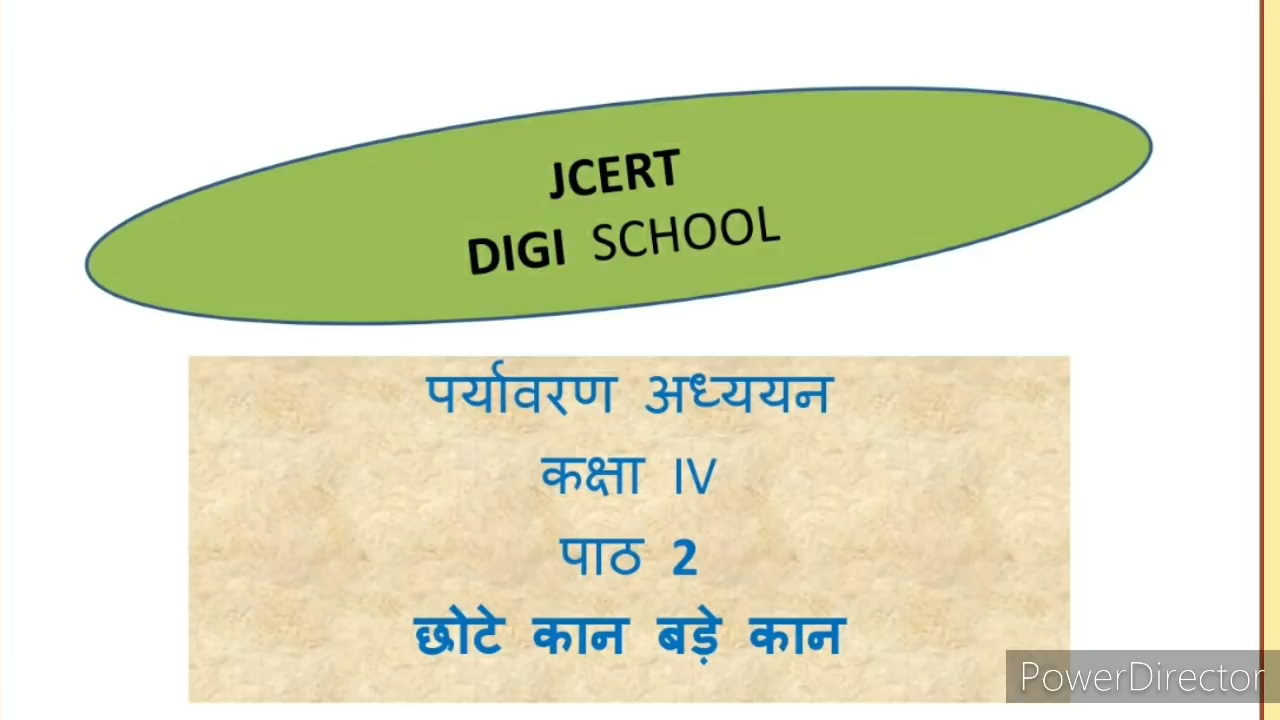 JCERT
DIGI SCHOOL
पर्यावरण अध्ययन
कक्षा IV
पाठ 2
छोटे कान बड़े कान
PowerDirector